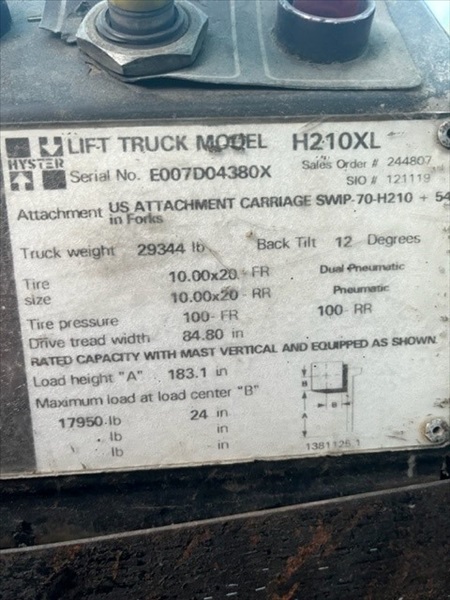 LIFT TRUCK MODEL H210XL
HYSTER
Serial No. E007D04380X
Sales Order # 244807
SIO # 121119
Attachment US ATTACHMENT CARRIAGE SWIP-70-H210 + 54
in Forks
Truck weight 29344 lb Back Tilt 12 Degrees
Tire size 10.00x20 - FR Dual Pneumatic
10.00x20 - RR Pneumatic
Tire pressure 100- FR 100- RR
Drive tread width 84.80 in
RATED CAPACITY WITH MAST VERTICAL AND EQUIPPED AS SHOWN.
Load height "A" 183.1 in
Maximum load at load center "B"
17950 lb 24 in
lb in
lb in
B
B
A
1381126.1